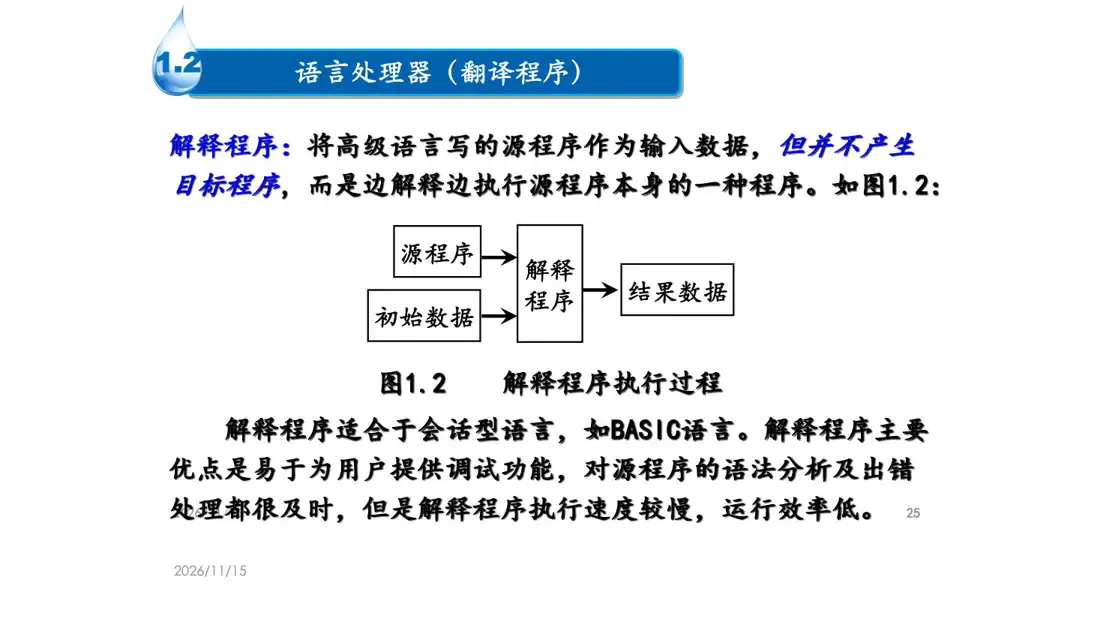 1.2
语言处理器（翻译程序）
解释程序：将高级语言写的源程序作为输入数据，但并不产生
目标程序，而是边解释边执行源程序本身的一种程序。如图1.2：
源程序
初始数据
解释
程序
结果数据
图1.2 解释程序执行过程
解释程序适合于会话型语言，如BASIC语言。解释程序主要
优点是易于为用户提供调试功能，对源程序的语法分析及出错
处理都很及时，但是解释程序执行速度较慢，运行效率低。
25
2026/11/15